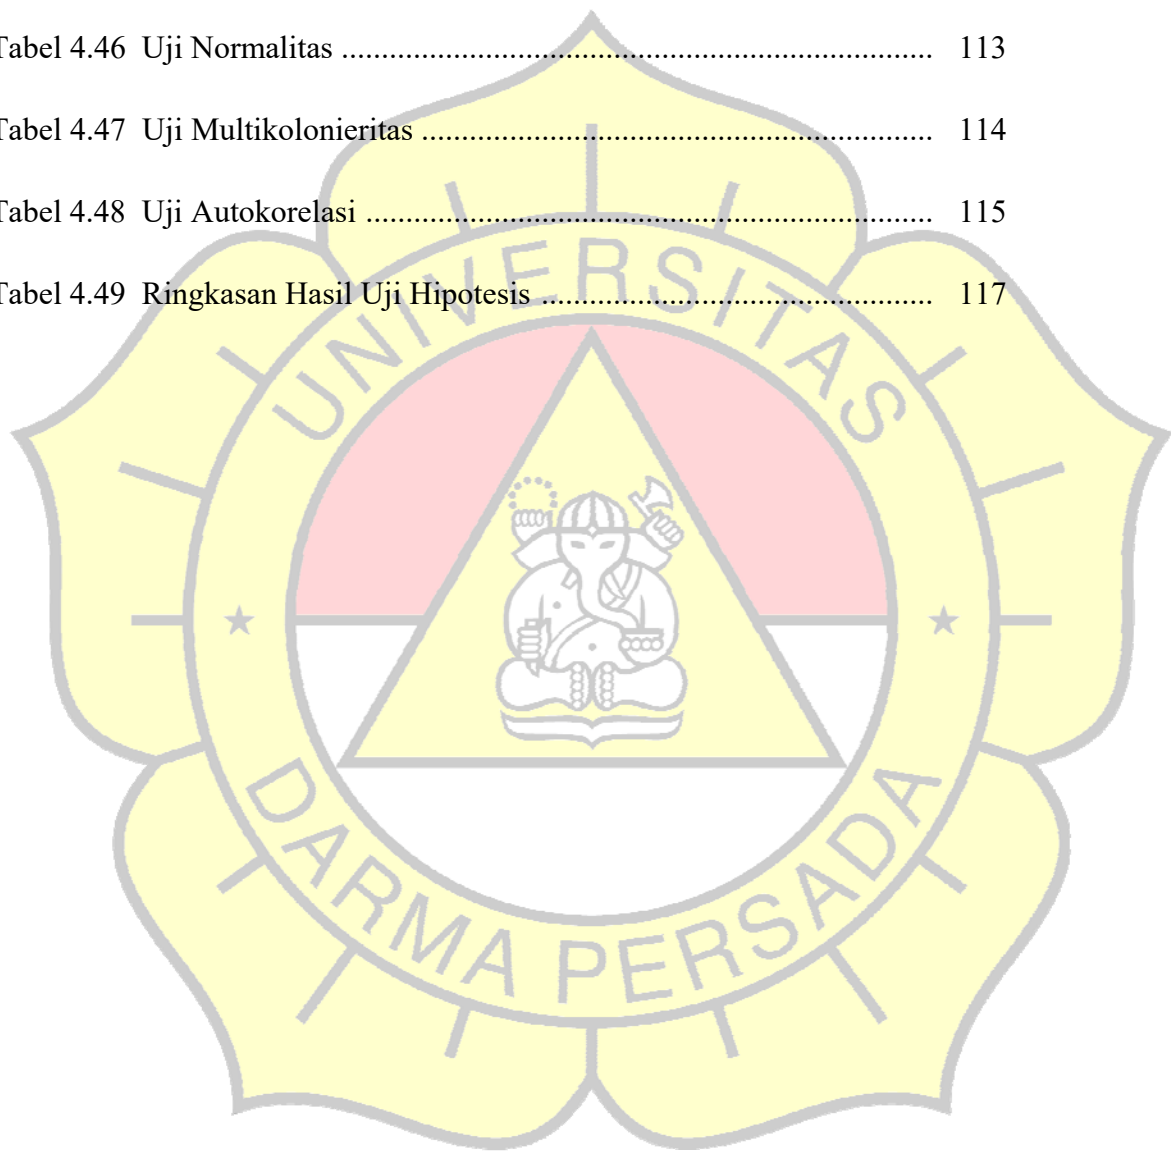 Tabel 4.46 Uji Normalitas .......................................................................... 113
Tabel 4.47 Uji Multikolonieritas ................................................................ 114
Tabel 4.48 Uji Autokorelasi ....................................................................... 115
Tabel 4.49 Ringkasan Hasil Uji Hipotesis ................................................. 117
UNIVERSITAS
DARMA PERSADA